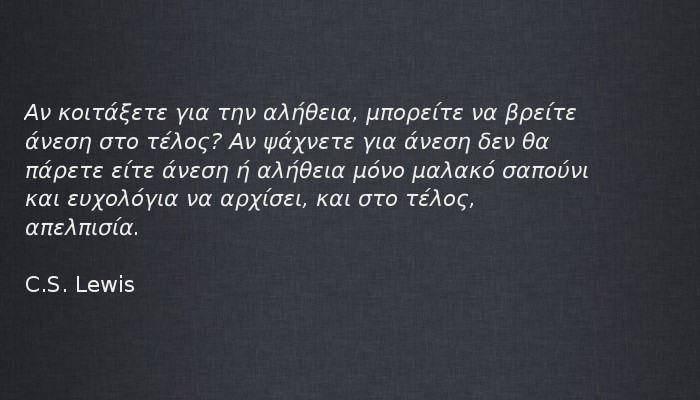 Αν κοιτάξετε για την αλήθεια, μπορείτε να βρείτε
άνεση στο τέλος? Αν ψάχνετε για άνεση δεν θα
πάρετε είτε άνεση ή αλήθεια μόνο μαλακό σαπούνι
και ευχολόγια να αρχίσει, και στο τέλος,
απελπισία.
C.S. Lewis